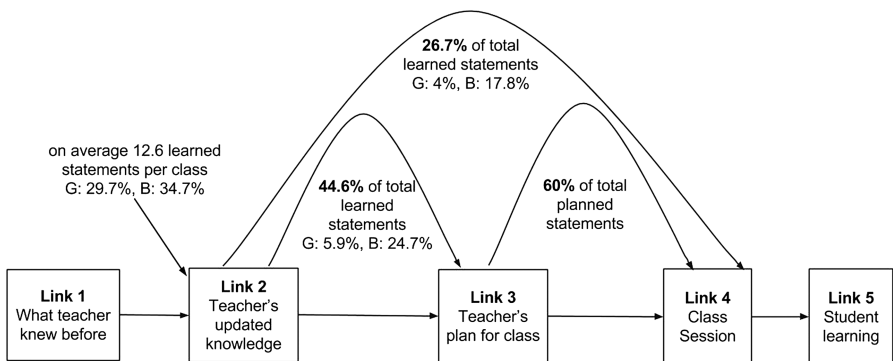 26.7% of total
learned statements
G: 4%, B: 17.8%
on average 12.6 learned
statements per class
G: 29.7%, B: 34.7%
44.6% of total
learned
statements
G: 5.9%, B: 24.7%
60% of total
planned
statements
Link 1
What teacher
knew before
Link 2
Teacher's
updated
knowledge
Link 3
Teacher's
plan for class
Link 4
Class
Session
Link 5
Student
learning